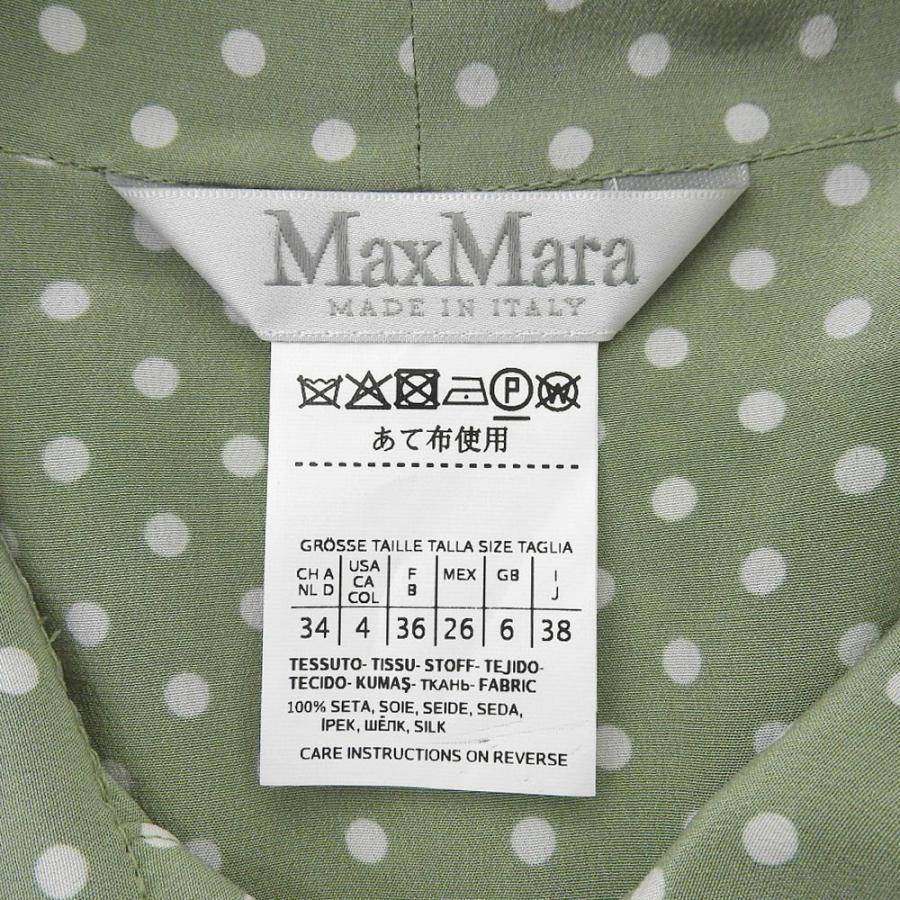 MaxMara
MADE IN ITALY
P W
あて布使用
GRÖSSE TAILLE TALLA SIZE TAGLIA
CH A NL D USA CA COL F B MEX GB I J
34 4 36 26 6 38
TESSUTO- TISSU- STOFF- TEJIDO-
TECIDO- KUMAŞ- ТКАНЬ- FABRIC
100% SETA, SOIE, SEIDE, SEDA,
İPEK, ШЁЛК, SILK
CARE INSTRUCTIONS ON REVERSE